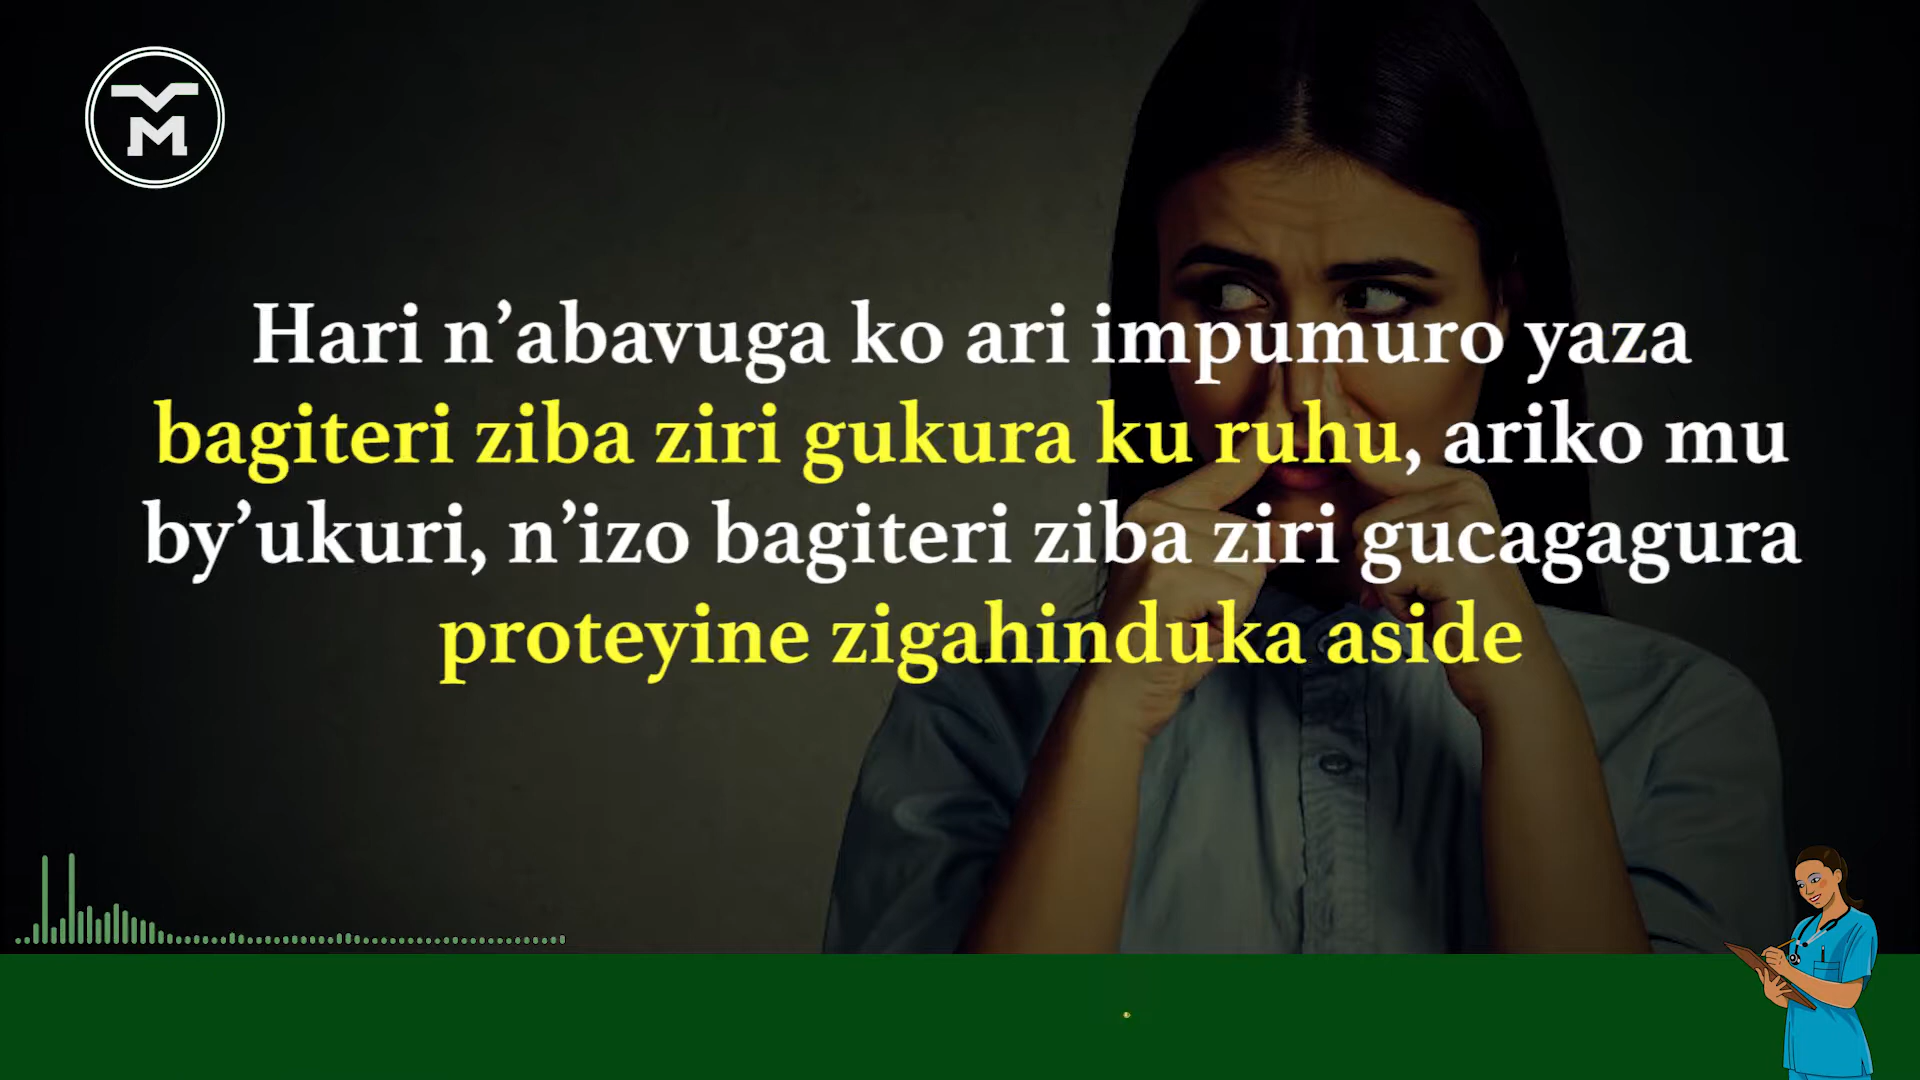 YM
Hari n’abavuga ko ari impumuro yaza
bagiteri ziba ziri gukura ku ruhu, ariko mu
by’ukuri, n’izo bagiteri ziba ziri gucagagura
proteyine zigahinduka aside